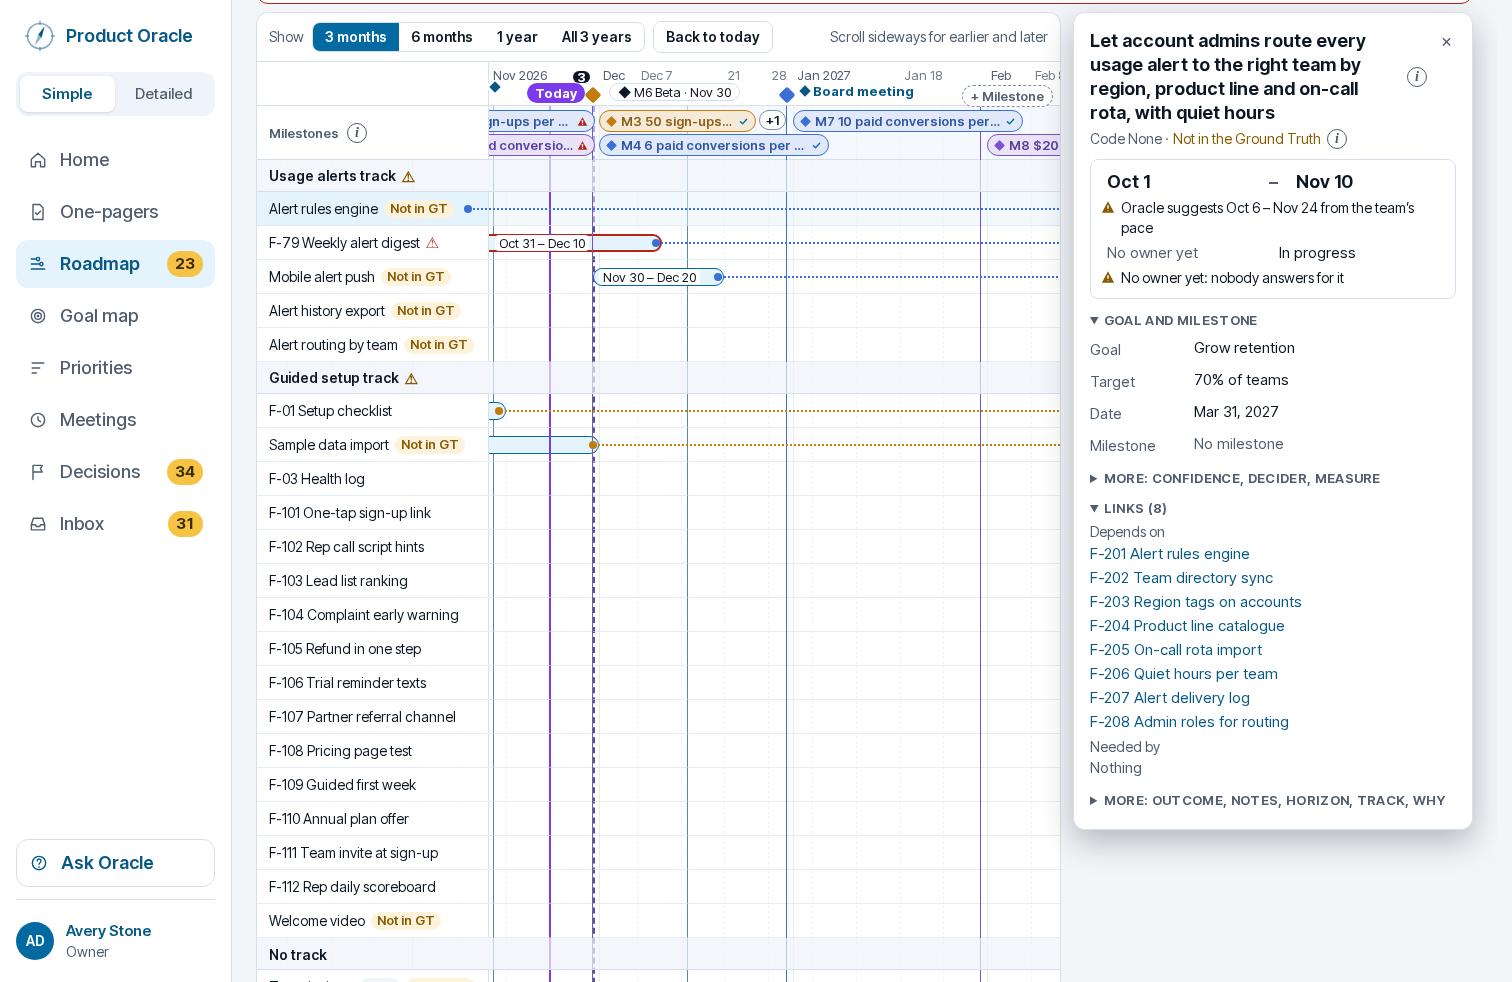 Product Oracle
Simple
Detailed
Home
One-pagers
Roadmap
23
Goal map
Priorities
Meetings
Decisions
34
Inbox
31
Ask Oracle
AD
Avery Stone
Owner
Show
3 months
6 months
1 year
All 3 years
Back to today
Scroll sideways for earlier and later
Nov 2026
3
Dec
Dec 7
21
28
Jan 2027
Jan 18
Feb
Feb
Today
M6 Beta · Nov 30
Board meeting
+ Milestone
Milestones
i
gn-ups per ...
M3 50 sign-ups...
+1
M7 10 paid conversions per...
d conversio...
M4 6 paid conversions per ...
M8 $20
Usage alerts track
Alert rules engine
Not in GT
F-79 Weekly alert digest
Oct 31 – Dec 10
Mobile alert push
Not in GT
Nov 30 – Dec 20
Alert history export
Not in GT
Alert routing by team
Not in GT
Guided setup track
F-01 Setup checklist
Sample data import
Not in GT
F-03 Health log
F-101 One-tap sign-up link
F-102 Rep call script hints
F-103 Lead list ranking
F-104 Complaint early warning
F-105 Refund in one step
F-106 Trial reminder texts
F-107 Partner referral channel
F-108 Pricing page test
F-109 Guided first week
F-110 Annual plan offer
F-111 Team invite at sign-up
F-112 Rep daily scoreboard
Welcome video
Not in GT
No track
Let account admins route every
usage alert to the right team by
region, product line and on-call
rota, with quiet hours
i
×
Code None · Not in the Ground Truth
i
Oct 1
–
Nov 10
Oracle suggests Oct 6 – Nov 24 from the team's
pace
No owner yet
In progress
No owner yet: nobody answers for it
GOAL AND MILESTONE
Goal
Grow retention
Target
70% of teams
Date
Mar 31, 2027
Milestone
No milestone
MORE: CONFIDENCE, DECIDER, MEASURE
LINKS (8)
Depends on
F-201 Alert rules engine
F-202 Team directory sync
F-203 Region tags on accounts
F-204 Product line catalogue
F-205 On-call rota import
F-206 Quiet hours per team
F-207 Alert delivery log
F-208 Admin roles for routing
Needed by
Nothing
MORE: OUTCOME, NOTES, HORIZON, TRACK, WHY